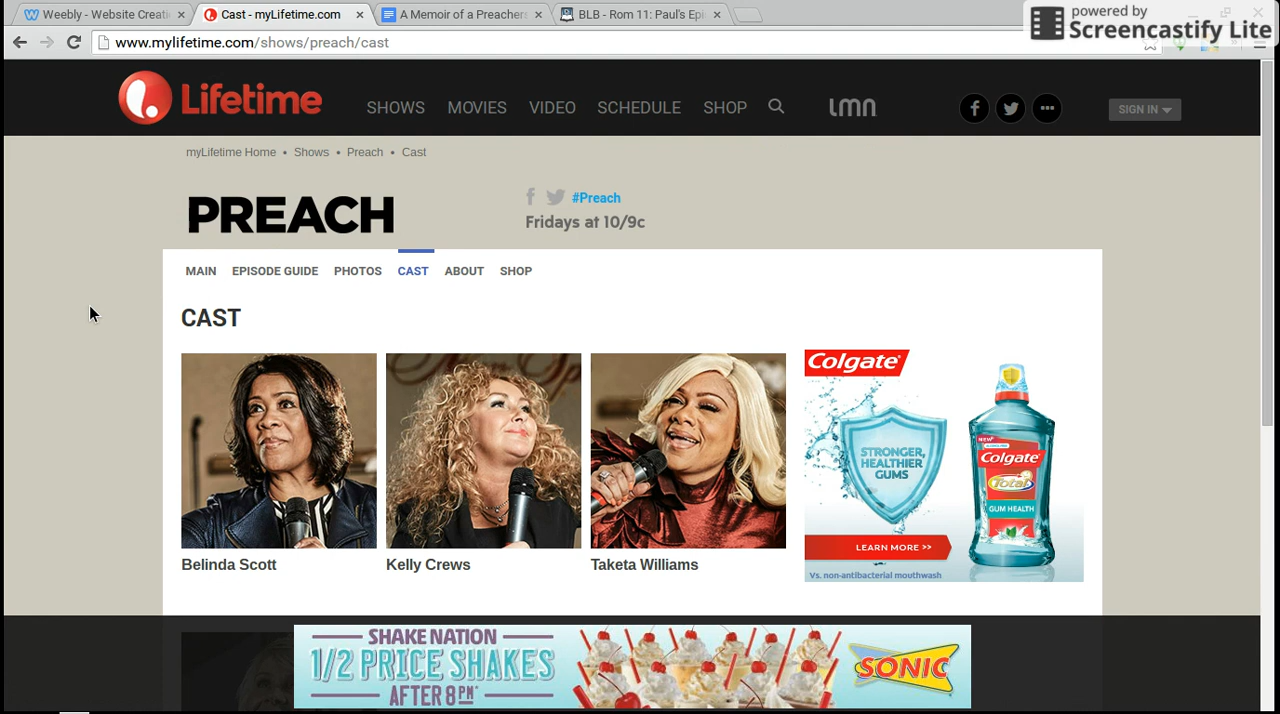 Weebly - Website Creati
Cast - myLifetime.com
A Memoir of a Preachers
BLB - Rom 11: Paul's Epi
powered by
Screencastify Lite
www.mylifetime.com/shows/preach/cast
Lifetime
SHOWS MOVIES VIDEO SCHEDULE SHOP
lmn
SIGN IN
myLifetime Home • Shows • Preach • Cast
PREACH
#Preach
Fridays at 10/9c
MAIN EPISODE GUIDE PHOTOS CAST ABOUT SHOP
CAST
Belinda Scott
Kelly Crews
Taketa Williams
Colgate
STRONGER,
HEALTHIER
GUMS
NEW
Colgate
Total
GUM HEALTH
LEARN MORE >>
Vs. non-antibacterial mouthwash
SHAKE NATION
1/2 PRICE SHAKES
AFTER 8PM*
SONIC